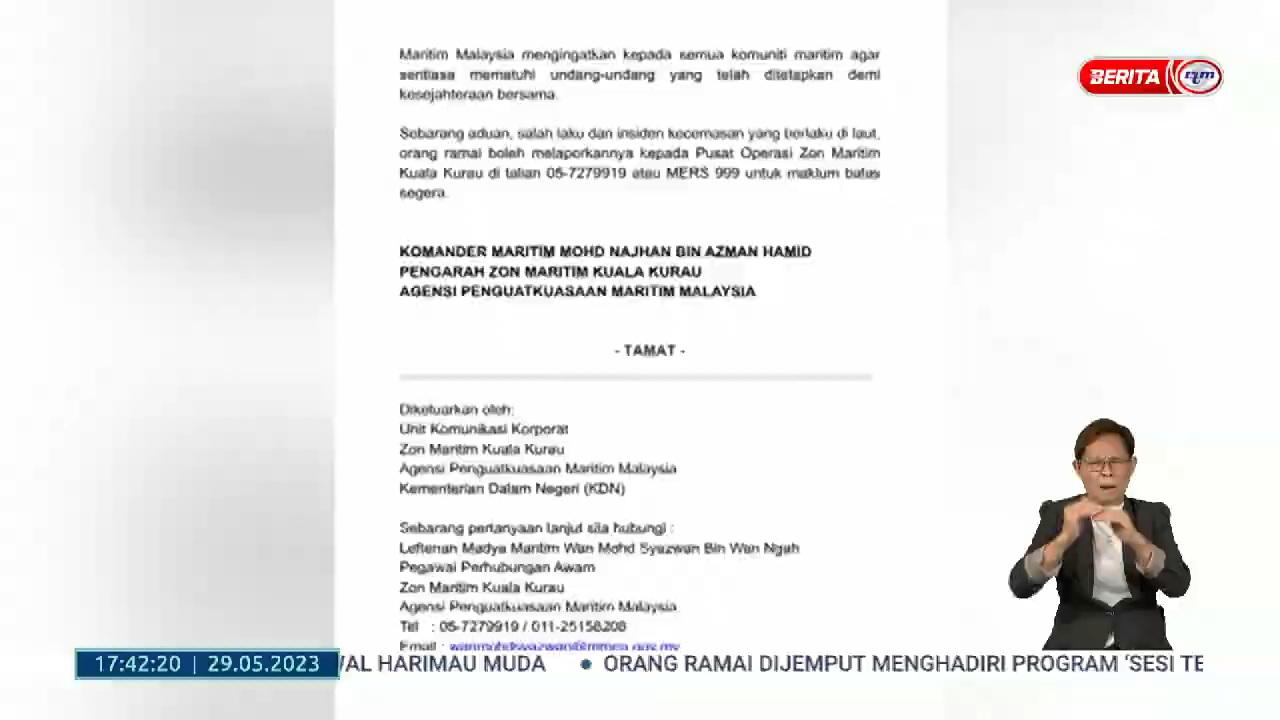 Maritim Malaysia mengingatkan kepada semua komuniti maritim agar
sentiasa mematuhi undang-undang yang telah ditetapkan demi
kesejahteraan bersama.
Sebarang aduan, salah laku dan insiden kecemasan yang berlaku di laut,
orang ramai boleh melaporkannya kepada Pusat Operasi Zon Maritim
Kuala Kurau di talian 05-7279919 atau MERS 999 untuk maklum balas
segera.
KOMANDER MARITIM MOHD NAJHAN BIN AZMAN HAMID
PENGARAH ZON MARITIM KUALA KURAU
AGENSI PENGUATKUASAAN MARITIM MALAYSIA
- TAMAT -
Dikeluarkan oleh:
Unit Komunikasi Korporat
Zon Maritim Kuala Kurau
Agensi Penguatkuasaan Maritim Malaysia
Kementerian Dalam Negeri (KDN)
Sebarang pertanyaan lanjut sila hubungi :
Leftenan Madya Maritim Wan Mohd Syazwan Bin Wan Ngah
Pegawai Perhubungan Awam
Zon Maritim Kuala Kurau
Agensi Penguatkuasaan Maritim Malaysia
Tel : 05-7279919 / 011-25158208
Email :
BERITA rtm
17:42:20 | 29.05.2023
WAL HARIMAU MUDA • ORANG RAMAI DIJEMPUT MENGHADIRI PROGRAM ‘SESI TE